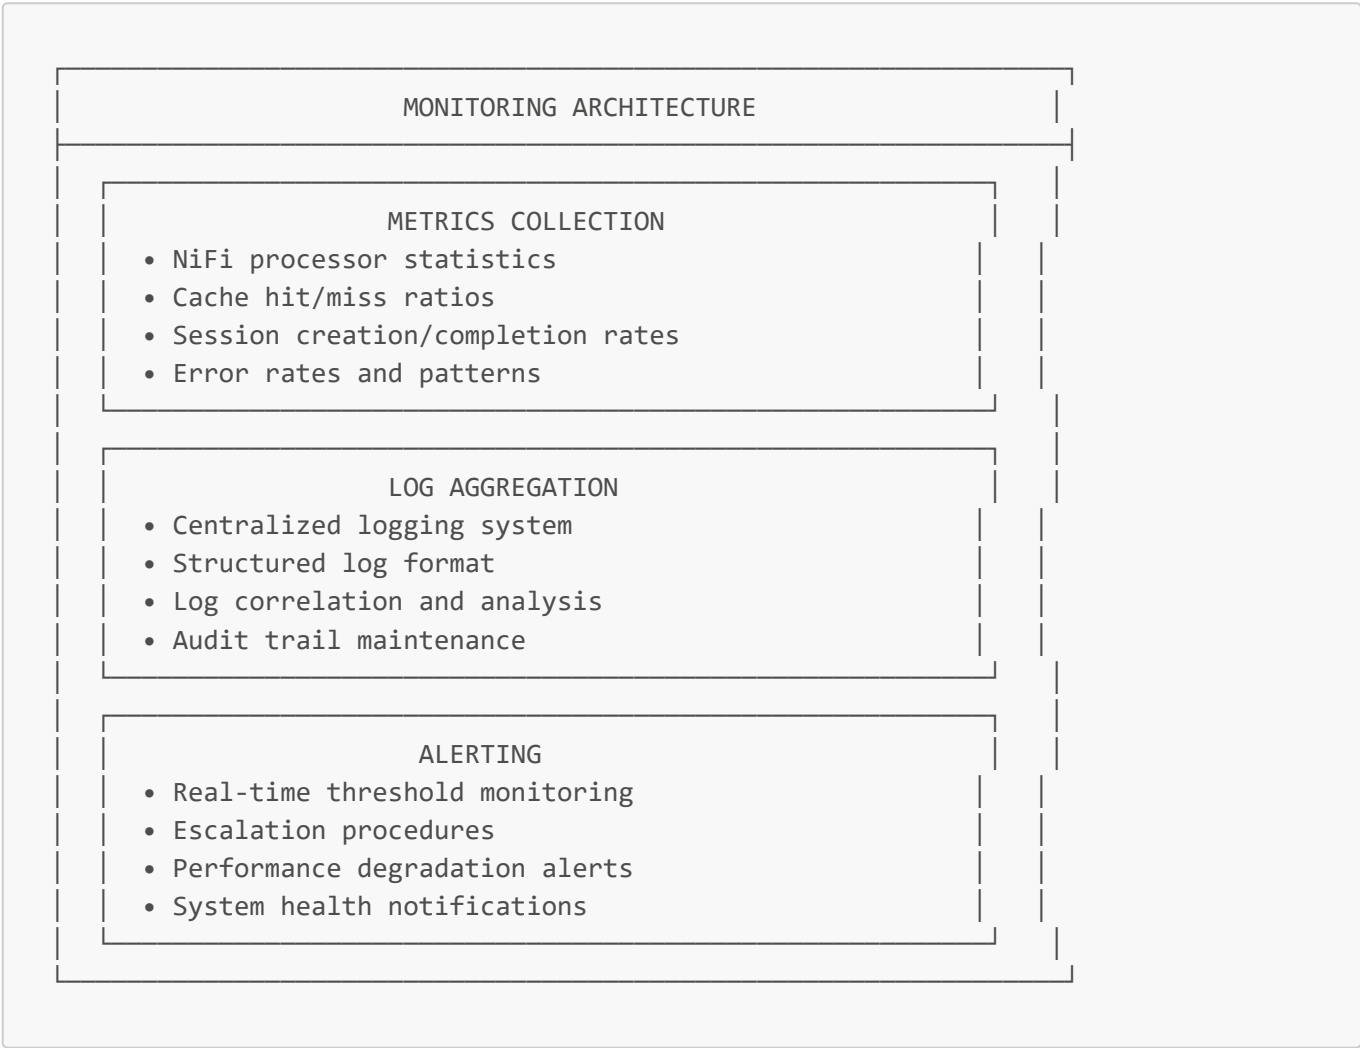 MONITORING ARCHITECTURE
METRICS COLLECTION
• NiFi processor statistics
• Cache hit/miss ratios
• Session creation/completion rates
• Error rates and patterns
LOG AGGREGATION
• Centralized logging system
• Structured log format
• Log correlation and analysis
• Audit trail maintenance
ALERTING
• Real-time threshold monitoring
• Escalation procedures
• Performance degradation alerts
• System health notifications